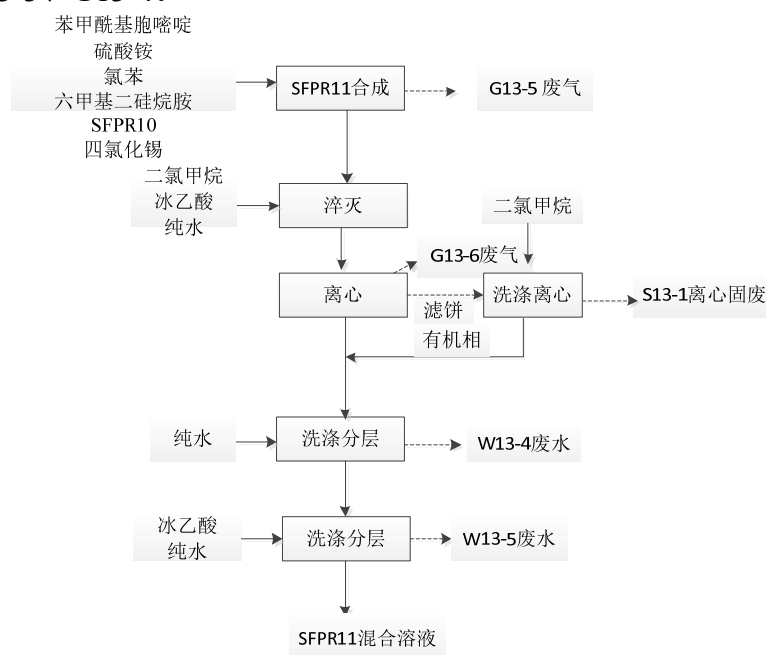 苯甲酰基胞嘧啶
硫酸铵
氯苯
六甲基二硅烷胺
SFPR10
四氯化锡
SFPR11合成
G13-5 废气
二氯甲烷
冰乙酸
纯水
淬灭
二氯甲烷
G13-6废气
离心
滤饼
洗涤离心
S13-1离心固废
有机相
纯水
洗涤分层
W13-4废水
冰乙酸
纯水
洗涤分层
W13-5废水
SFPR11混合溶液